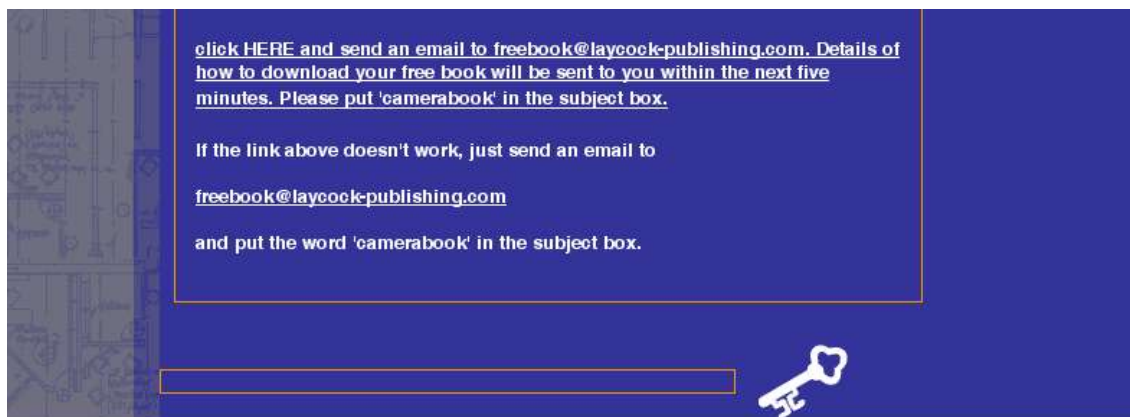 click HERE and send an email to freebook@laycock-publishing.com. Details of
how to download your free book will be sent to you within the next five
minutes. Please put 'camerabook' in the subject box.
If the link above doesn't work, just send an email to
freebook@laycock-publishing.com
and put the word 'camerabook' in the subject box.